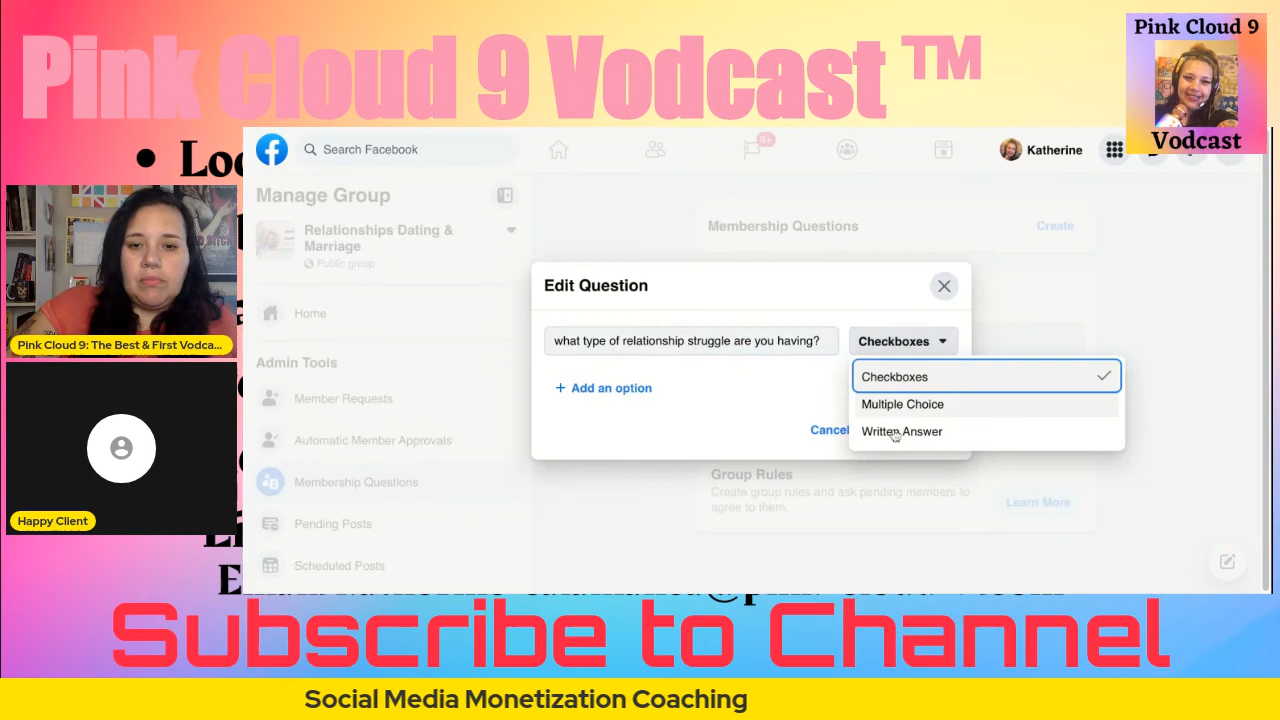 Pink Cloud 9 Vodcast ™
Pink Cloud 9
Vodcast
• Loo
Search Facebook
9+
Katherine
Manage Group
Relationships Dating &
Marriage
Public group
Home
Admin Tools
Member Requests
Automatic Member Approvals
Membership Questions
Pending Posts
Scheduled Posts
Membership Questions
Create
Edit Question
what type of relationship struggle are you having?
Checkboxes
+ Add an option
Checkboxes
Multiple Choice
Written Answer
Cancel
Group Rules
Create group rules and ask pending members to
agree to them.
Learn More
Pink Cloud 9: The Best & First Vodca...
Happy Client
Subscribe to Channel
Social Media Monetization Coaching